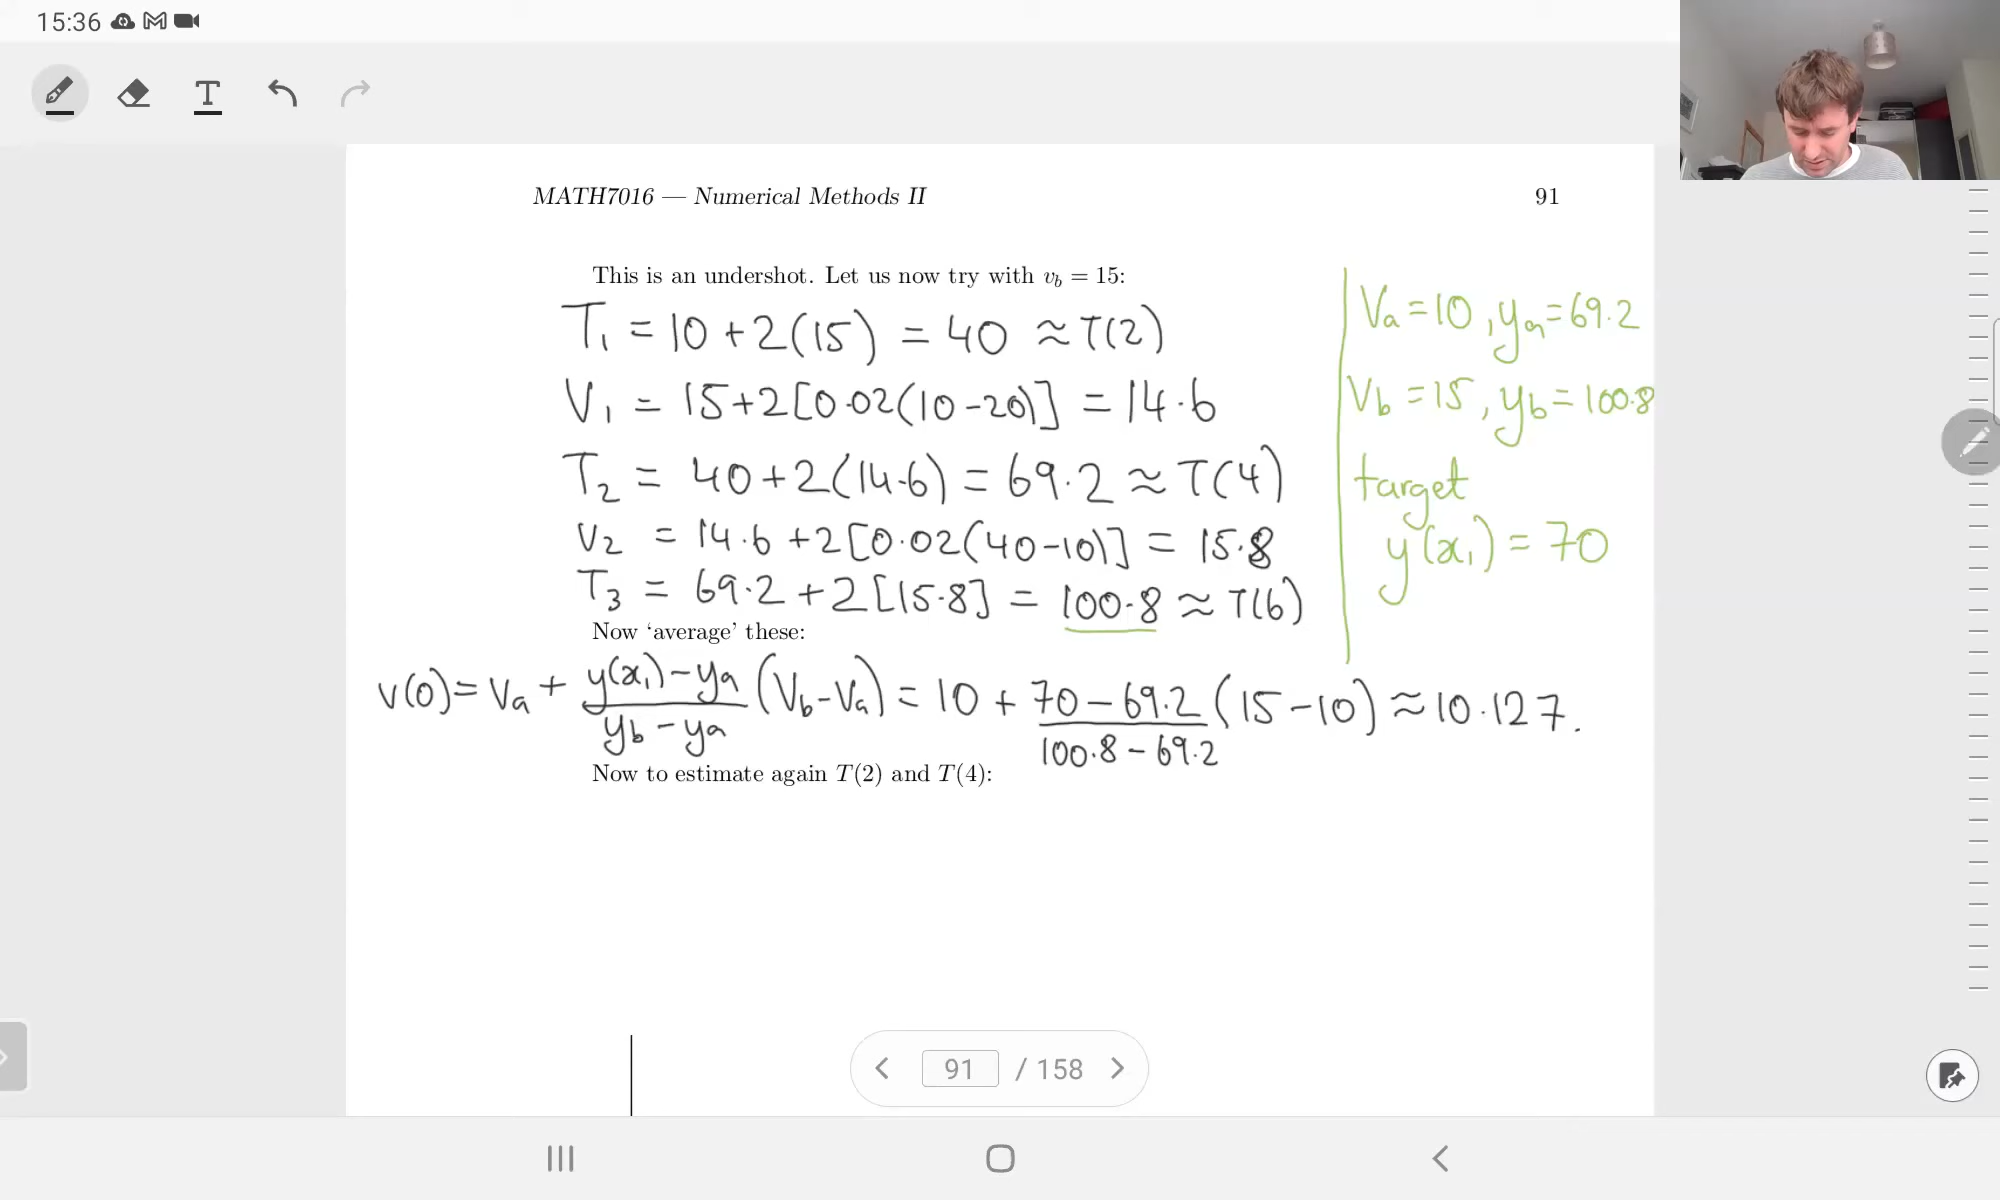 15:36
T
MATH7016 — Numerical Methods II 91
This is an undershot. Let us now try with v_b = 15:
T₁ = 10 + 2(15) = 40 ≈ T(2)
V₁ = 15+2[0.02(10-20)] = 14.6
T₂ = 40+2(14.6) = 69.2 ≈ T(4)
V₂ = 14.6 +2[0.02(40-10)] = 15.8
T₃ = 69.2 + 2[15.8] = 100.8 ≈ T(6)
Va = 10, ya = 69.2
Vb = 15, yb = 100.8
target
y(x₁) = 70
Now ‘average’ these:
v(0) = Va + (y(x₁) - ya)/(yb - ya) (Vb - Va) = 10 + (70 - 69.2)/(100.8 - 69.2) (15 - 10) ≈ 10.127.
Now to estimate again T(2) and T(4):
91 / 158